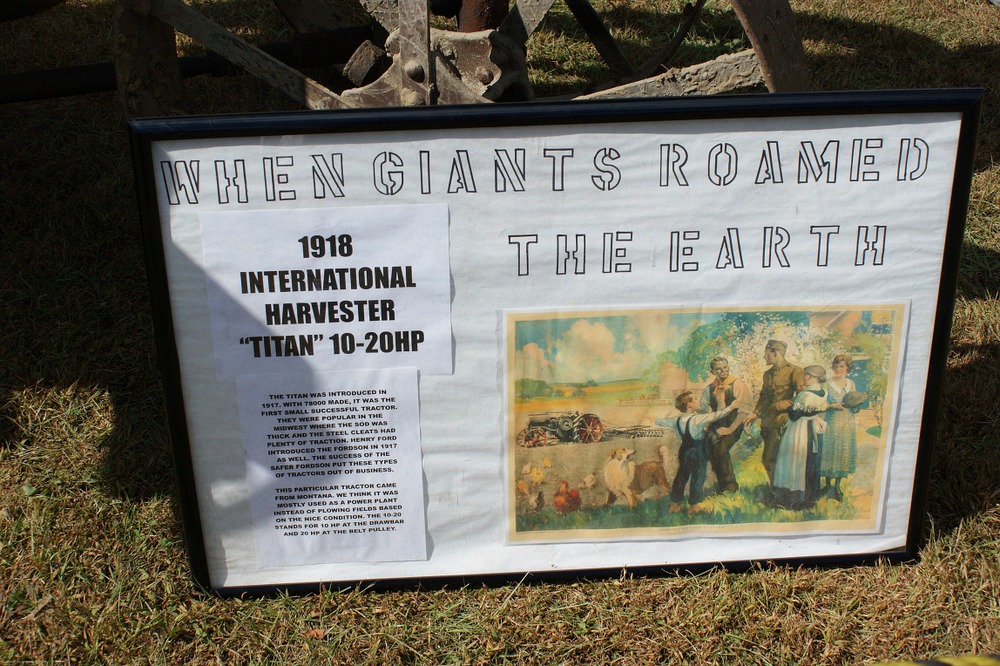 WHEN GIANTS ROAMED
THE EARTH
1918
INTERNATIONAL
HARVESTER
“TITAN” 10-20HP
THE TITAN WAS INTRODUCED IN
1917. WITH 78000 MADE, IT WAS THE
FIRST SMALL SUCCESSFUL TRACTOR.
THEY WERE POPULAR IN THE
MIDWEST WHERE THE SOD WAS
THICK AND THE STEEL CLEATS HAD
PLENTY OF TRACTION. HENRY FORD
INTRODUCED THE FORDSON IN 1917
AS WELL. THE SUCCESS OF THE
SAFER FORDSON PUT THESE TYPES
OF TRACTORS OUT OF BUSINESS.
THIS PARTICULAR TRACTOR CAME
FROM MONTANA. WE THINK IT WAS
MOSTLY USED AS A POWER PLANT
INSTEAD OF PLOWING FIELDS BASED
ON THE NICE CONDITION. THE 10-20
STANDS FOR 10 HP AT THE DRAWBAR
AND 20 HP AT THE BELT PULLEY.